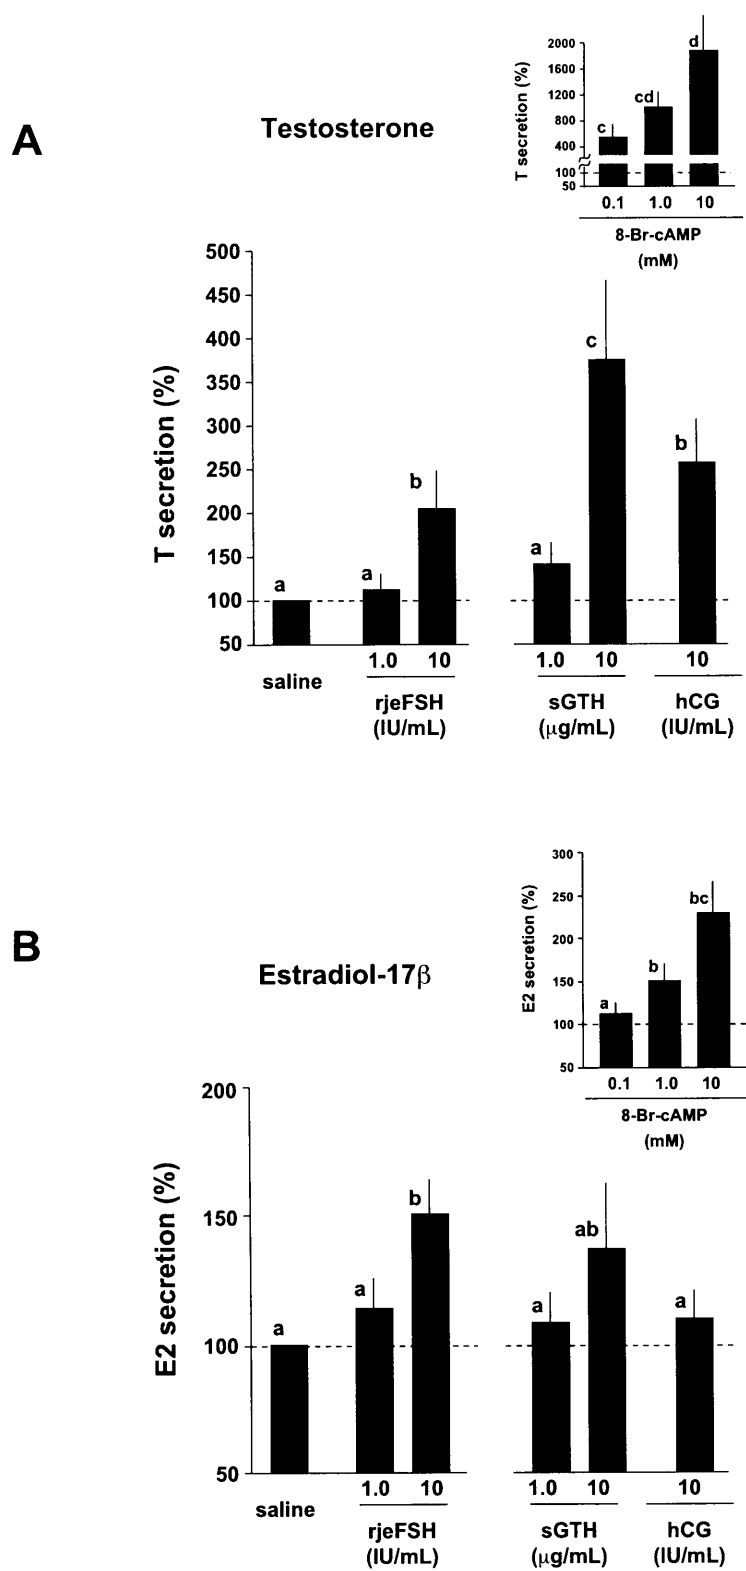 A
Testosterone
T secretion (%)
2000
1600
1200
800
400
100
50
c
cd
d
0.1 1.0 10
8-Br-cAMP
(mM)
T secretion (%)
500
450
400
350
300
250
200
150
100
50
a
a
b
a
c
b
1.0 10 1.0 10 10
saline
rjeFSH sGTH hCG
(IU/mL) (µg/mL) (IU/mL)
B
Estradiol-17β
E2 secretion (%)
300
250
200
150
100
50
a
b
bc
0.1 1.0 10
8-Br-cAMP
(mM)
E2 secretion (%)
200
150
100
50
a
a
b
a
ab
a
1.0 10 1.0 10 10
saline
rjeFSH sGTH hCG
(IU/mL) (µg/mL) (IU/mL)